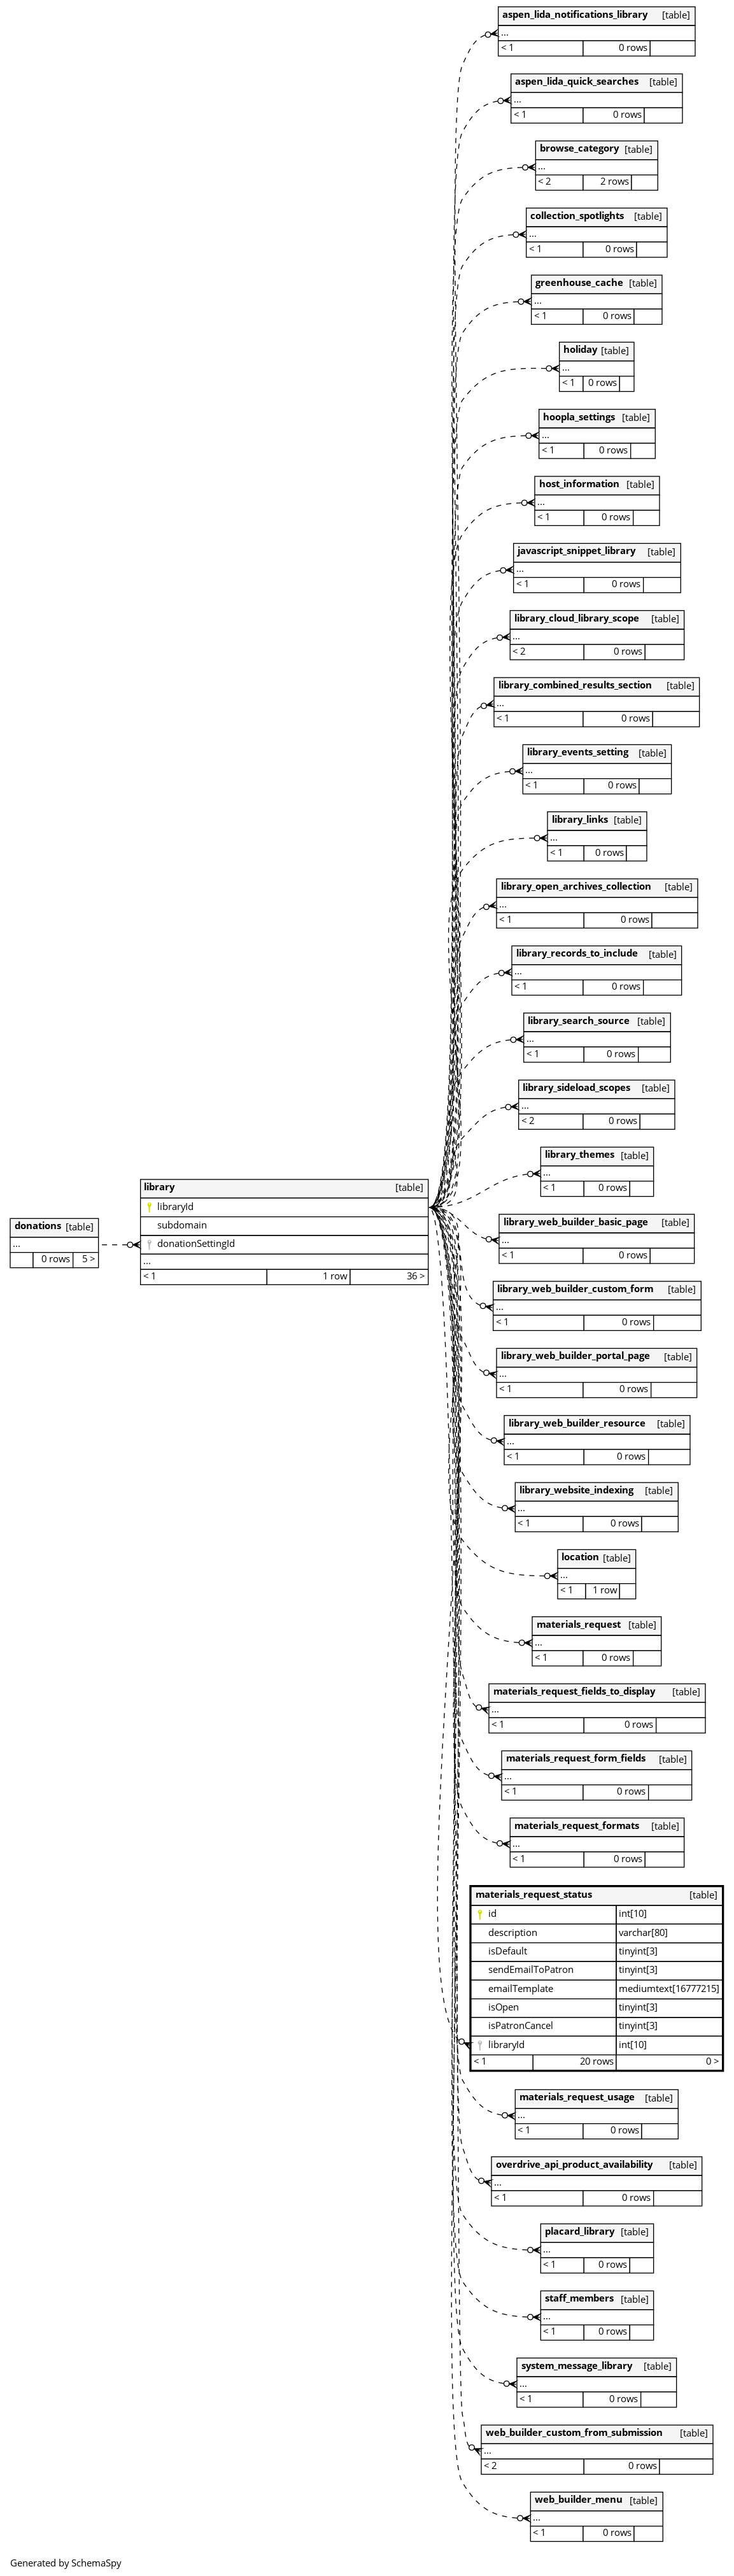 aspen_lida_notifications_library [table]
...
< 1 0 rows
aspen_lida_quick_searches [table]
...
< 1 0 rows
browse_category [table]
...
< 2 2 rows
collection_spotlights [table]
...
< 1 0 rows
greenhouse_cache [table]
...
< 1 0 rows
holiday [table]
...
< 1 0 rows
hoopla_settings [table]
...
< 1 0 rows
host_information [table]
...
< 1 0 rows
javascript_snippet_library [table]
...
< 1 0 rows
library_cloud_library_scope [table]
...
< 2 0 rows
library_combined_results_section [table]
...
< 1 0 rows
library_events_setting [table]
...
< 1 0 rows
library_links [table]
...
< 1 0 rows
library_open_archives_collection [table]
...
< 1 0 rows
library_records_to_include [table]
...
< 1 0 rows
library_search_source [table]
...
< 1 0 rows
library_sideload_scopes [table]
...
< 2 0 rows
library_themes [table]
...
< 1 0 rows
donations [table]
...
0 rows 5 >
library [table]
libraryId
subdomain
donationSettingId
...
< 1 1 row 36 >
library_web_builder_basic_page [table]
...
< 1 0 rows
library_web_builder_custom_form [table]
...
< 1 0 rows
library_web_builder_portal_page [table]
...
< 1 0 rows
library_web_builder_resource [table]
...
< 1 0 rows
library_website_indexing [table]
...
< 1 0 rows
location [table]
...
< 1 1 row
materials_request [table]
...
< 1 0 rows
materials_request_fields_to_display [table]
...
< 1 0 rows
materials_request_form_fields [table]
...
< 1 0 rows
materials_request_formats [table]
...
< 1 0 rows
materials_request_status [table]
id int[10]
description varchar[80]
isDefault tinyint[3]
sendEmailToPatron tinyint[3]
emailTemplate mediumtext[16777215]
isOpen tinyint[3]
isPatronCancel tinyint[3]
libraryId int[10]
< 1 20 rows 0 >
materials_request_usage [table]
...
< 1 0 rows
overdrive_api_product_availability [table]
...
< 1 0 rows
placard_library [table]
...
< 1 0 rows
staff_members [table]
...
< 1 0 rows
system_message_library [table]
...
< 1 0 rows
web_builder_custom_from_submission [table]
...
< 2 0 rows
web_builder_menu [table]
...
< 1 0 rows
Generated by SchemaSpy